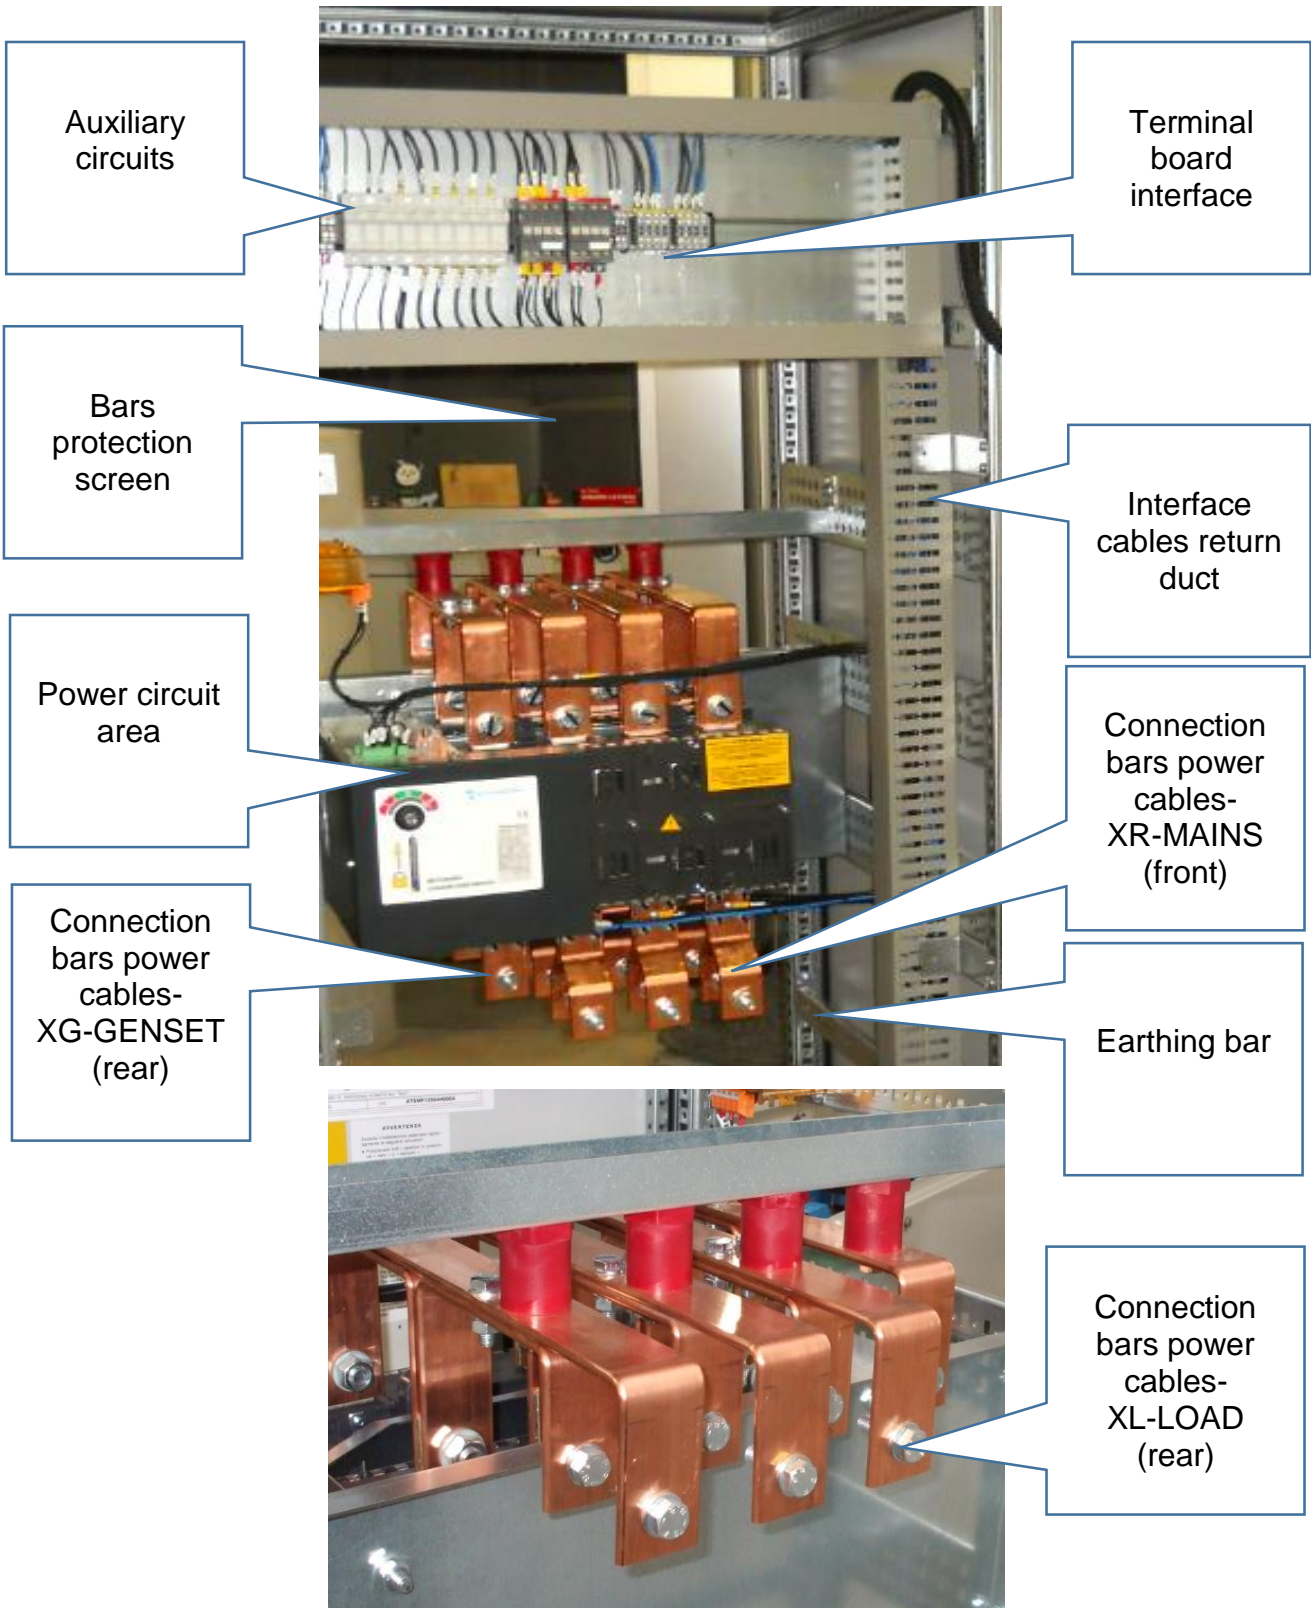 Auxiliary
circuits
Terminal
board
interface
Bars
protection
screen
Interface
cables return
duct
Power circuit
area
Connection
bars power
cables-
XR-MAINS
(front)
Connection
bars power
cables-
XG-GENSET
(rear)
Earthing bar
AVVERTENZA
Connection
bars power
cables-
XL-LOAD
(rear)